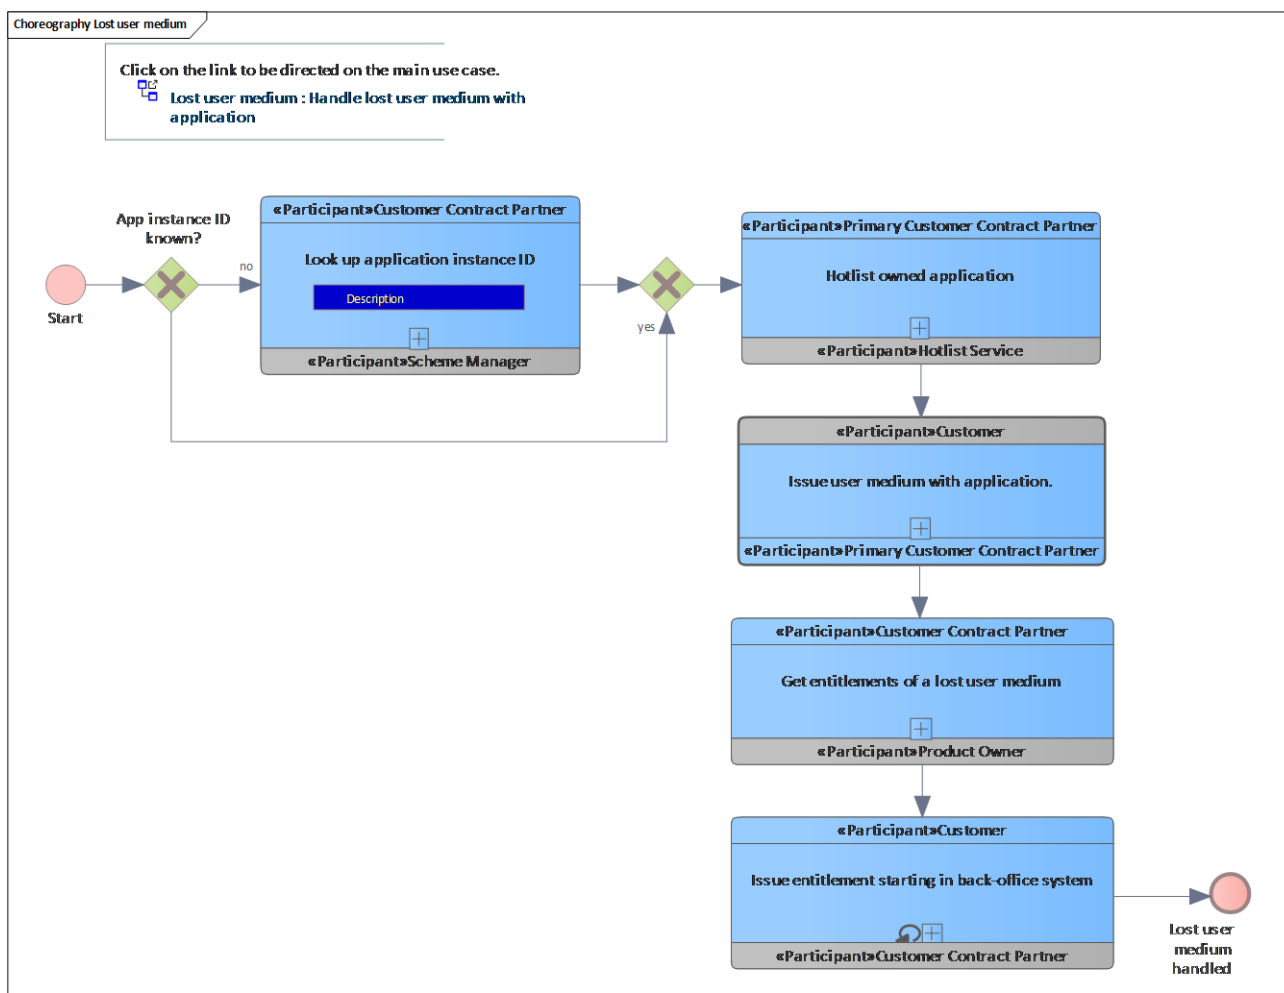 Choreography Lost user medium
Click on the link to be directed on the main use case.
Lost user medium : Handle lost user medium with
application
App instance ID
known?
«Participant»Customer Contract Partner
Look up application instance ID
Description
«Participant»Scheme Manager
no
yes
Start
«Participant»Primary Customer Contract Partner
Hotlist owned application
«Participant»Hotlist Service
«Participant»Customer
Issue user medium with application.
«Participant»Primary Customer Contract Partner
«Participant»Customer Contract Partner
Get entitlements of a lost user medium
«Participant»Product Owner
«Participant»Customer
Issue entitlement starting in back-office system
«Participant»Customer Contract Partner
Lost user
medium
handled